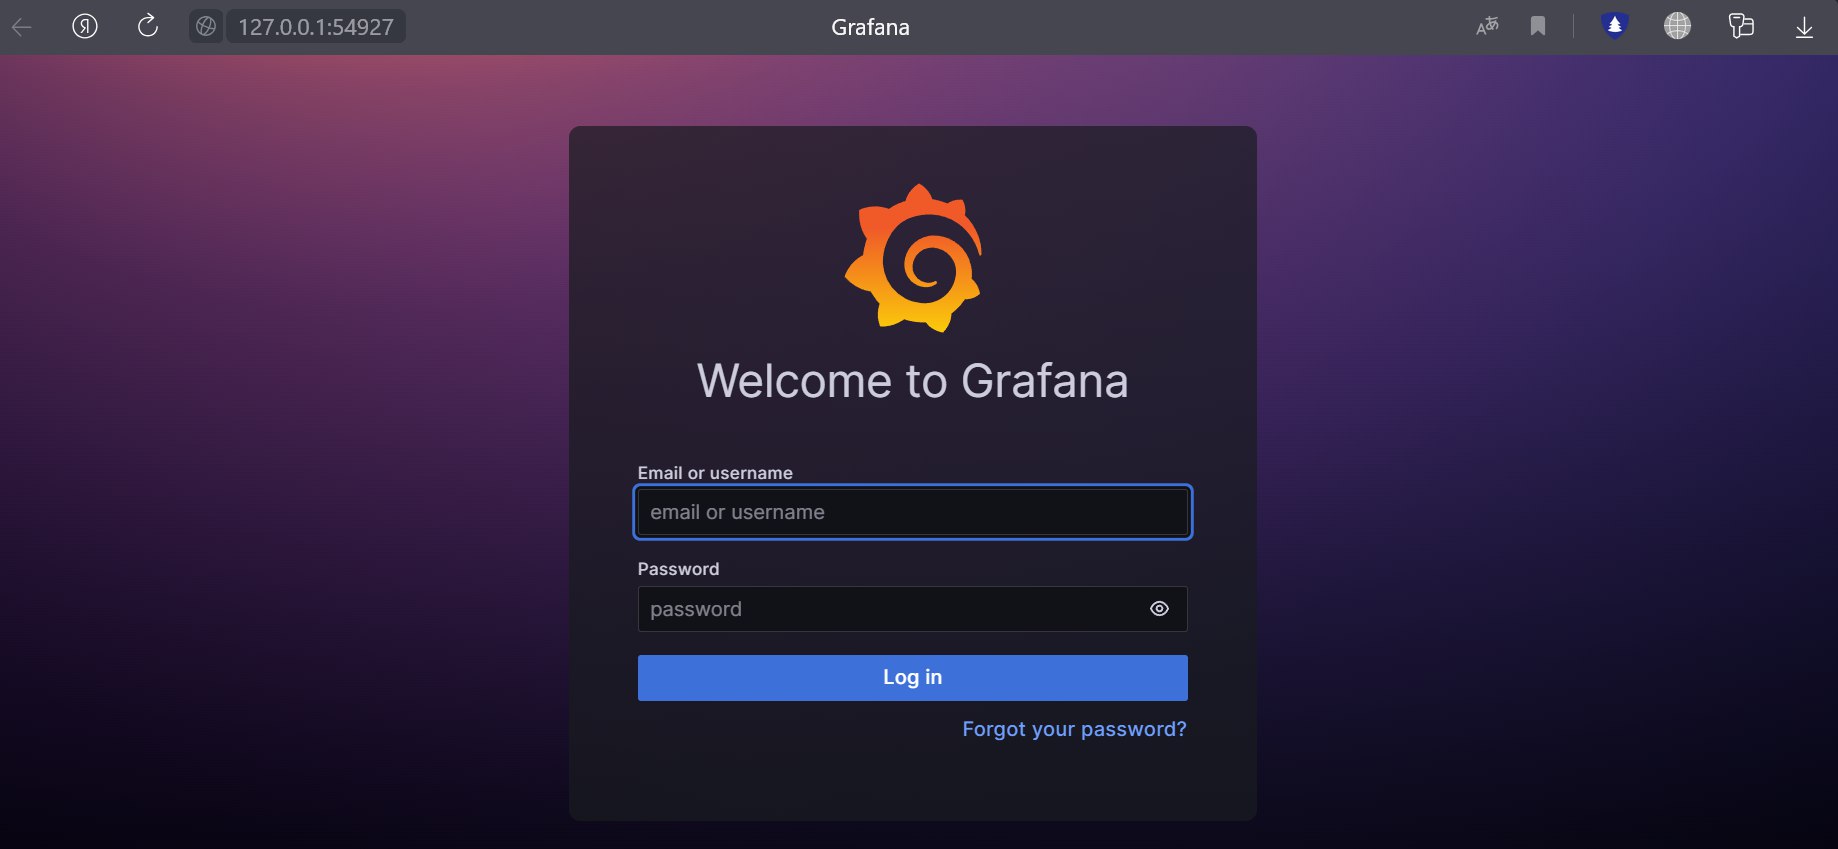 127.0.0.1:54927
Grafana
Welcome to Grafana
Email or username
email or username
Password
password
Log in
Forgot your password?